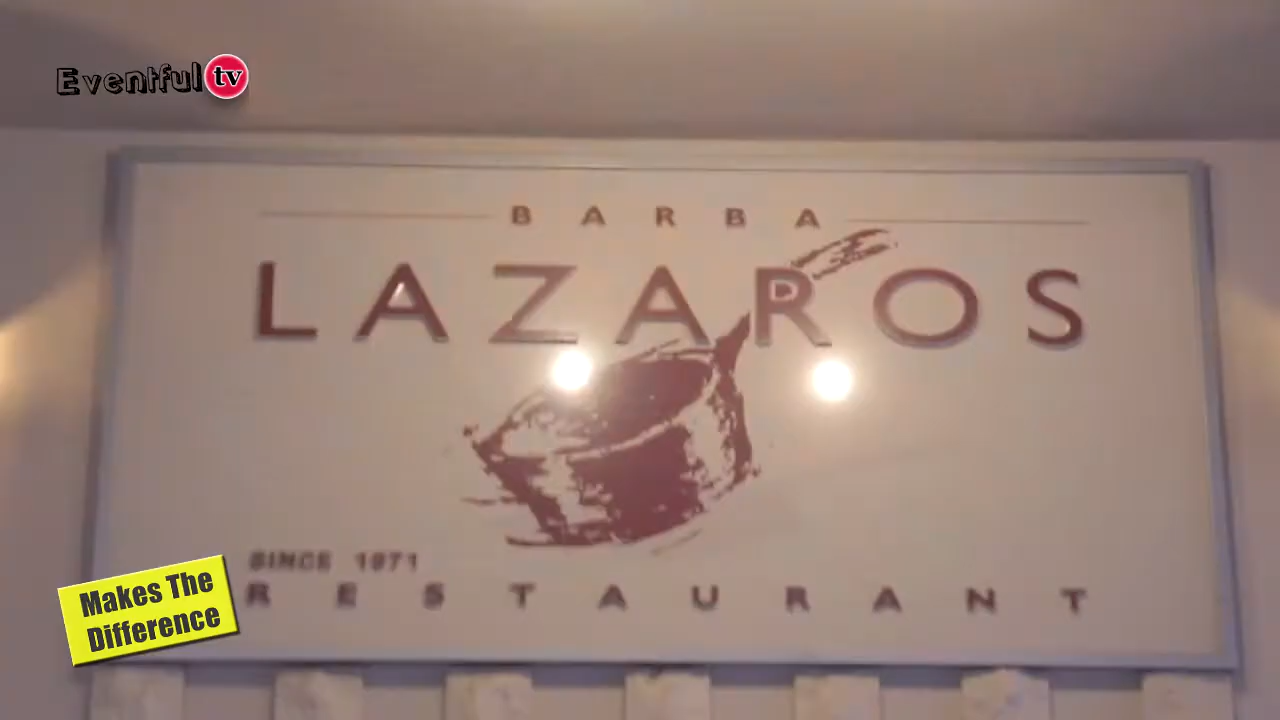 Eventful tv
BARBA
LAZAROS
SINCE 1971
RESTAURANT
Makes The
Difference